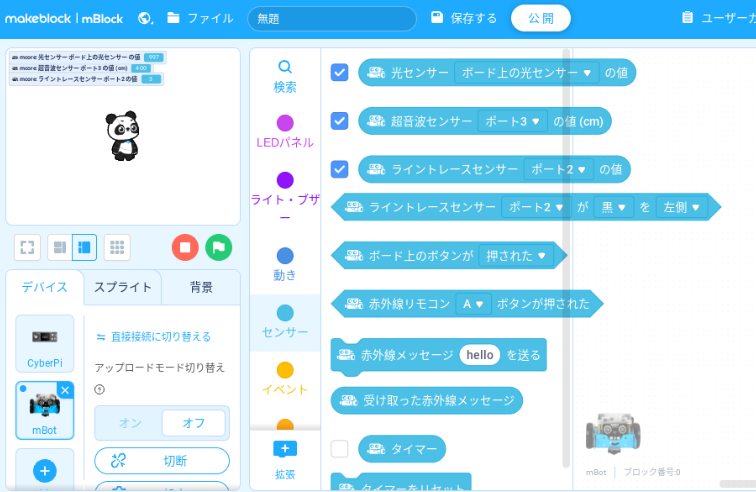 makeblock | mBlock
ファイル
無題
保存する
公 開
ユーザーガ
mcore: 光センサー ボード上の光センサー の値 997
mcore: 超音波センサー ポート3 の値 (cm) 400
mcore: ライントレースセンサー ポート2 の値 3
デバイス
スプライト
背景
CyberPi
mBot
直接接続に切り替える
アップロードモード切り替え
オン
オフ
切断
検索
LEDパネル
ライト・ブザ
ー
動き
センサー
イベント
拡張
光センサー ボード上の光センサー の値
超音波センサー ポート3 の値 (cm)
ライントレースセンサー ポート2 の値
ライントレースセンサー ポート2 が 黒 を 左側
ボード上のボタンが 押された
赤外線リモコン A ボタンが押された
赤外線メッセージ hello を送る
受け取った赤外線メッセージ
タイマー
タイマーをリセット
mBot
ブロック番号:0